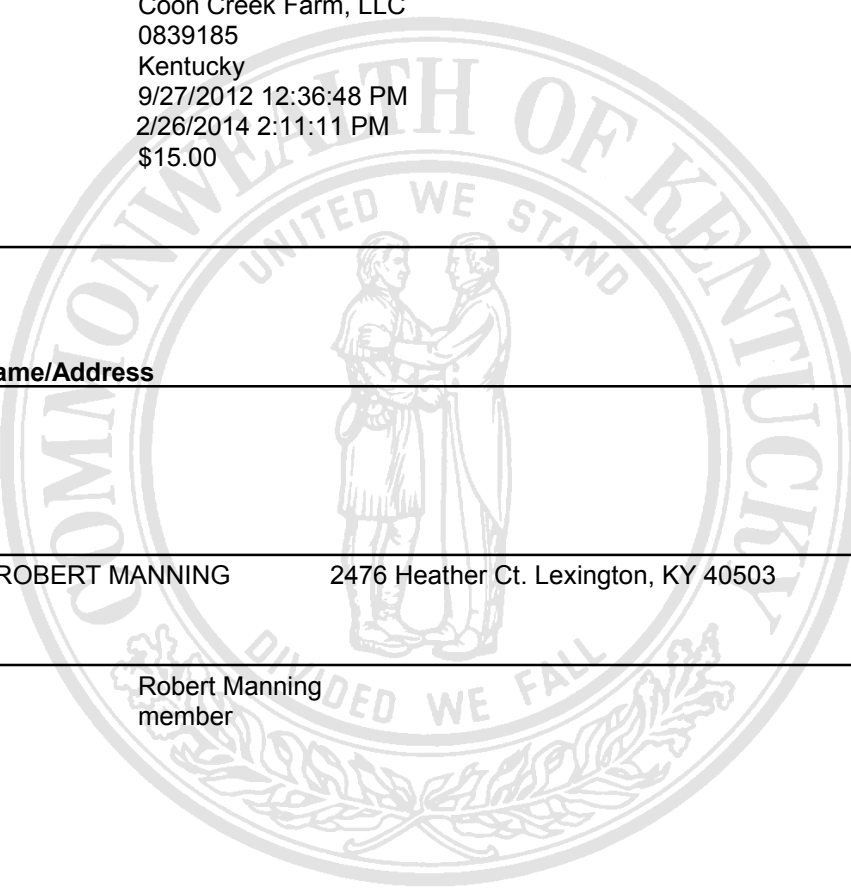 Coon Creek Farm, LLC
0839185
Kentucky
9/27/2012 12:36:48 PM
2/26/2014 2:11:11 PM
$15.00
COMMONWEALTH OF KENTUCKY
UNITED WE STAND
ame/Address
ROBERT MANNING 2476 Heather Ct. Lexington, KY 40503
DIVIDED WE FALL
Robert Manning
member